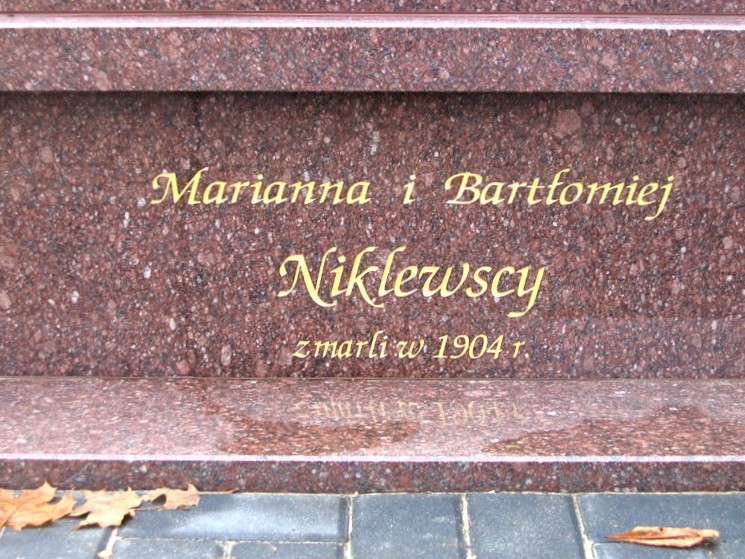 Marianna i Bartłomiej
Niklewscy
zmarli w 1904 r.